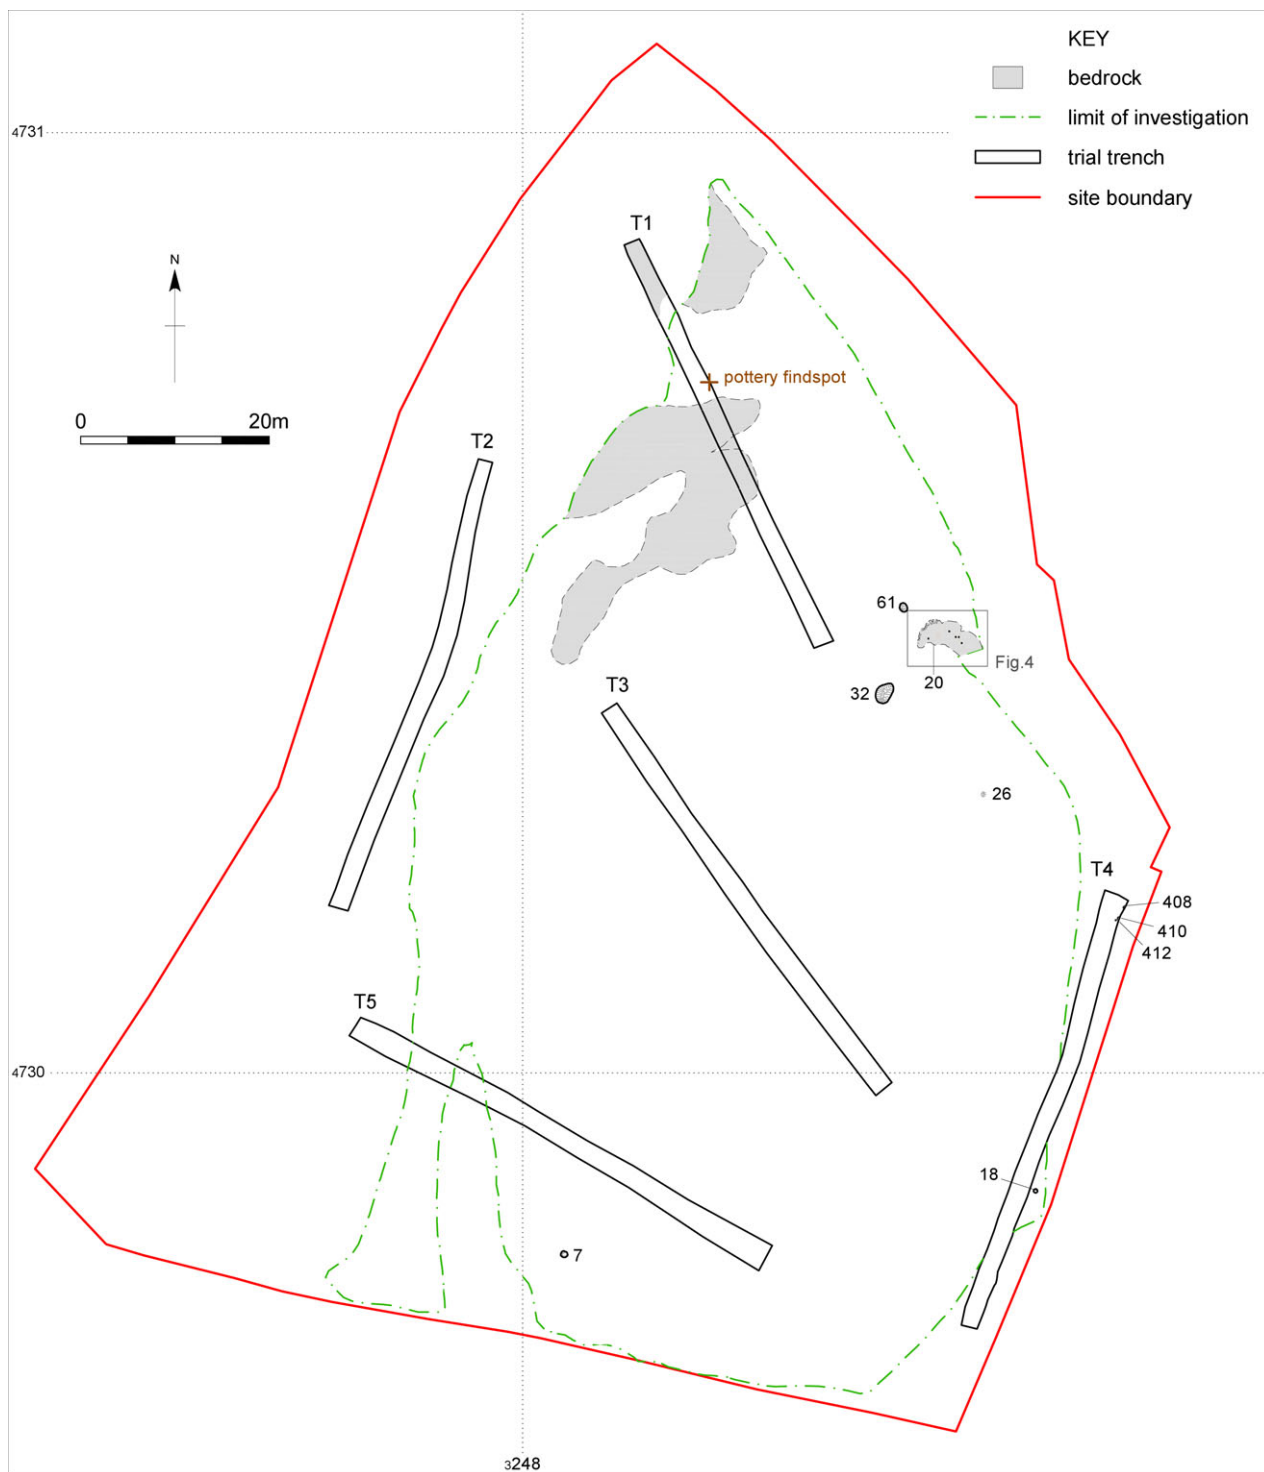 KEY
bedrock
limit of investigation
trial trench
site boundary
4731
N
0 20m
T1
pottery findspot
T2
61
Fig.4
20
32
T3
26
T4
408
410
412
T5
4730
18
7
3248